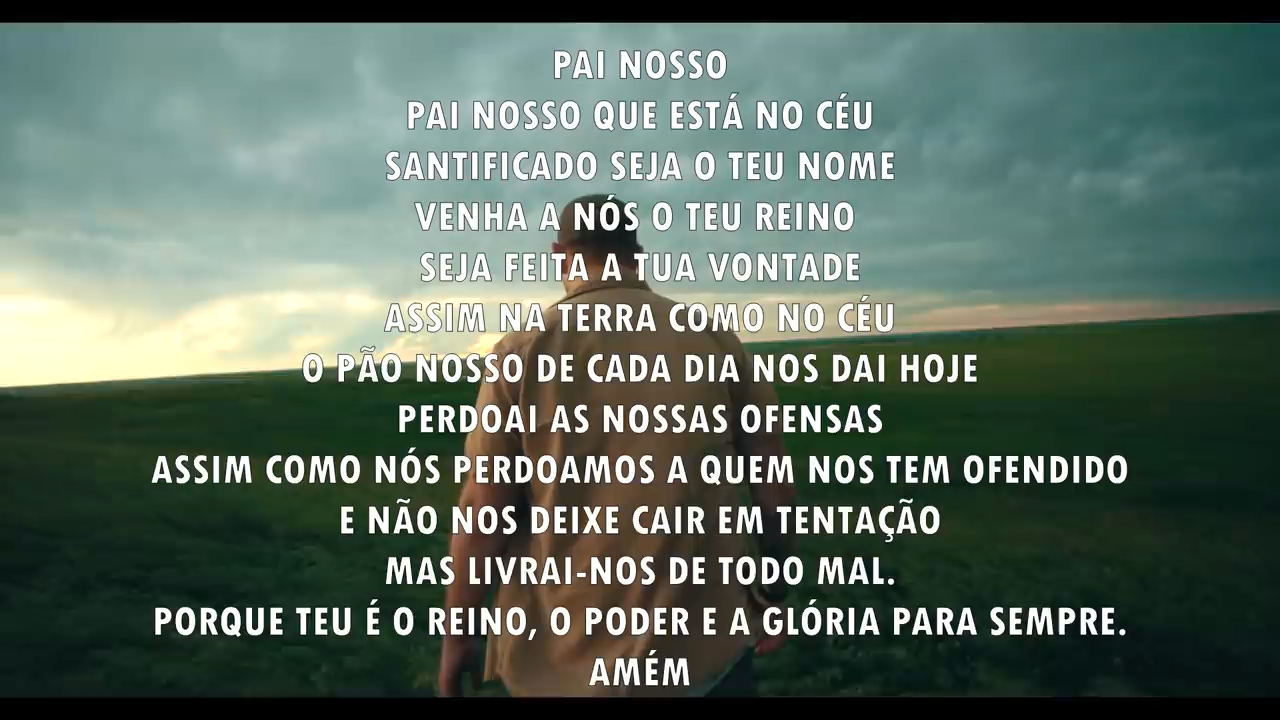 PAI NOSSO
PAI NOSSO QUE ESTÁ NO CÉU
SANTIFICADO SEJA O TEU NOME
VENHA A NÓS O TEU REINO
SEJA FEITA A TUA VONTADE
ASSIM NA TERRA COMO NO CÉU
O PÃO NOSSO DE CADA DIA NOS DAI HOJE
PERDOAI AS NOSSAS OFENSAS
ASSIM COMO NÓS PERDOAMOS A QUEM NOS TEM OFENDIDO
E NÃO NOS DEIXE CAIR EM TENTAÇÃO
MAS LIVRAI-NOS DE TODO MAL.
PORQUE TEU É O REINO, O PODER E A GLÓRIA PARA SEMPRE.
AMÉM